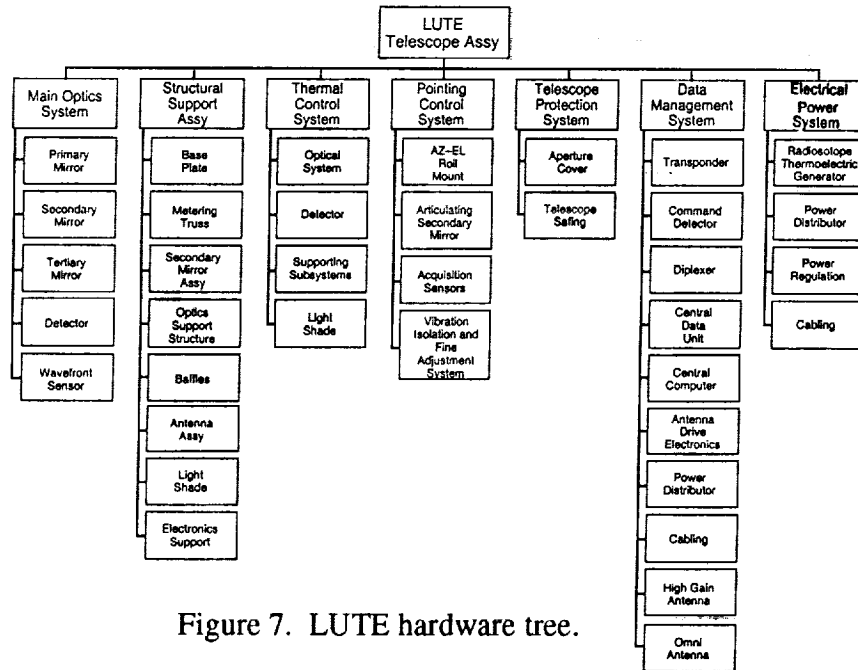 LUTE
Telescope Assy
Main Optics
System
Structural
Support
Assy
Thermal
Control
System
Pointing
Control
System
Telescope
Protection
System
Data
Management
System
Electrical
Power
System
Primary
Mirror
Secondary
Mirror
Tertiary
Mirror
Detector
Wavefront
Sensor
Base
Plate
Metering
Truss
Secondary
Mirror
Assy
Optics
Support
Structure
Baffles
Antenna
Assy
Light
Shade
Electronics
Support
Optical
System
Detector
Supporting
Subsystems
Light
Shade
AZ-EL
Roll
Mount
Articulating
Secondary
Mirror
Acquisition
Sensors
Vibration
Isolation and
Fine
Adjustment
System
Aperture
Cover
Telescope
Safing
Transponder
Command
Detector
Diplexer
Central
Data
Unit
Central
Computer
Antenna
Drive
Electronics
Power
Distributor
Cabling
High Gain
Antenna
Omni
Antenna
Radiosotope
Thermoelectric
Generator
Power
Distributor
Power
Regulation
Cabling
Figure 7. LUTE hardware tree.